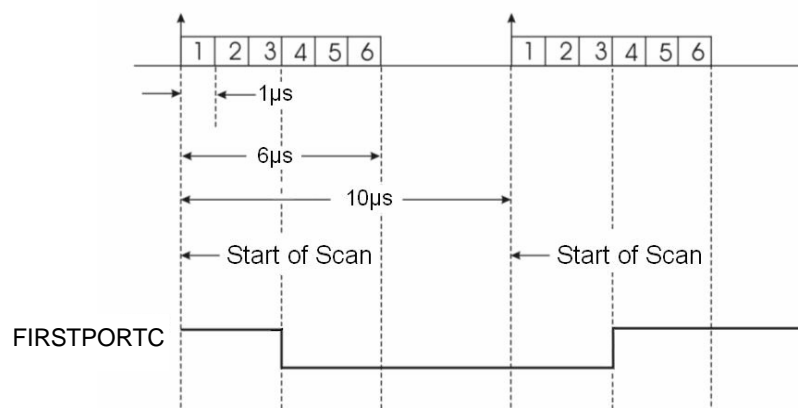 1 2 3 4 5 6 1 2 3 4 5 6
1µs
6µs
10µs
Start of Scan Start of Scan
FIRSTPORTC